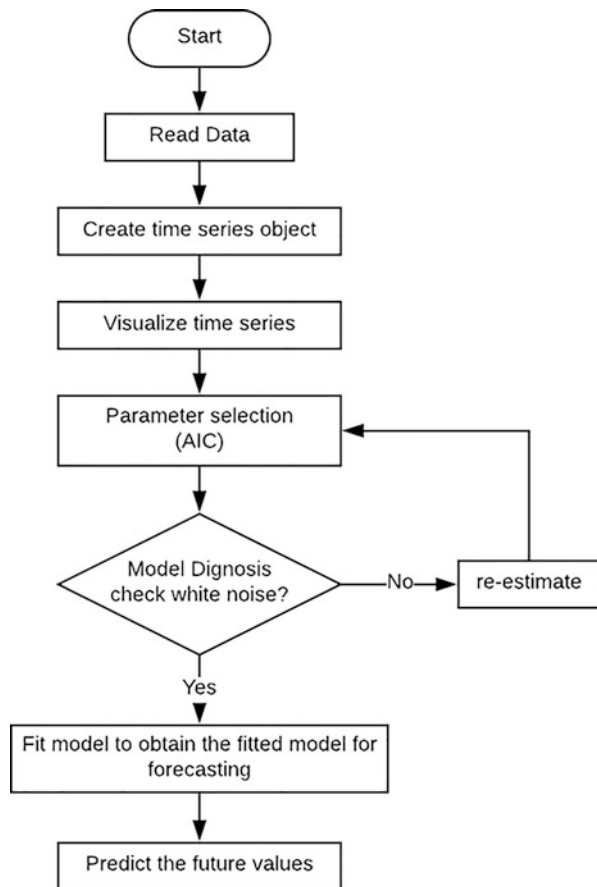 Start
Read Data
Create time series object
Visualize time series
Parameter selection
(AIC)
Model Dignosis
check white noise?
No
re-estimate
Yes
Fit model to obtain the fitted model for
forecasting
Predict the future values